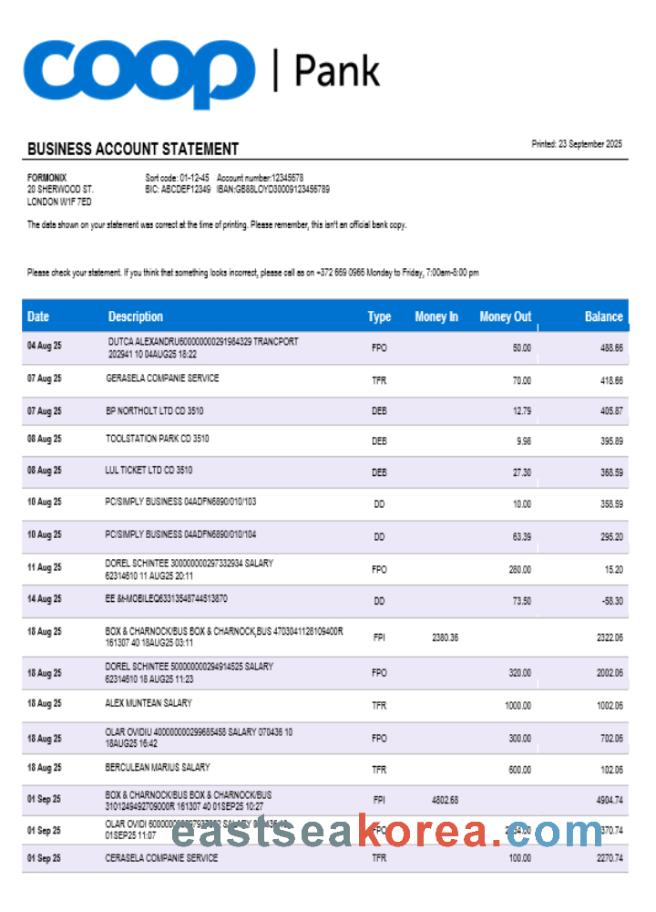 coop | Pank
BUSINESS ACCOUNT STATEMENT
Printed: 23 September 2025
FORMONIX
20 SHERWOOD ST.
LONDON W1F 7ED
Sort code: 01-12-45 Account number:12345678
BIC: ABCDEF12349 IBAN:GB88LOYD30009123456789
The data shown on your statement was correct at the time of printing. Please remember, this isn't an official bank copy.
Please check your statement. If you think that something looks incorrect, please call as on +372 669 0966 Monday to Friday, 7:00am-8:00 pm
Date Description Type Money In Money Out Balance
04 Aug 25 DUTCA ALEXANDRU600000000291984329 TRANCPORT FPO 50.00 488.66
202941 10 04AUG25 18:22
07 Aug 25 GERASELA COMPANIE SERVICE TFR 70.00 418.66
07 Aug 25 BP NORTHOLT LTD CD 3510 DEB 12.79 405.87
08 Aug 25 TOOLSTATION PARK CD 3510 DEB 9.98 395.89
08 Aug 25 LUL TICKET LTD CD 3510 DEB 27.30 368.59
10 Aug 25 PC/SIMPLY BUSINESS 04ADFN6890/010/103 DD 10.00 358.59
10 Aug 25 PC/SIMPLY BUSINESS 04ADFN6890/010/104 DD 63.39 295.20
11 Aug 25 DOREL SCHINTEE 300000000297332934 SALARY FPO 280.00 15.20
62314610 11 AUG25 20:11
14 Aug 25 EE &t-MOBILEQ63313548744513870 DD 73.50 -58.30
18 Aug 25 BOX & CHARNOCK/BUS BOX & CHARNOCK,BUS 4703041128109400R FPI 2380.36 2322.06
161307 40 18AUG25 03:11
18 Aug 25 DOREL SCHINTEE 500000000294914525 SALARY FPO 320.00 2002.06
62314610 18 AUG25 11:23
18 Aug 25 ALEX MUNTEAN SALARY TFR 1000.00 1002.06
18 Aug 25 OLAR OVIDIU 400000000299685458 SALARY 070436 10 FPO 300.00 702.06
18AUG25 16:42
18 Aug 25 BERCULEAN MARIUS SALARY TFR 600.00 102.06
01 Sep 25 BOX & CHARNOCK/BUS BOX & CHARNOCK/BUS FPI 4802.68 4904.74
3101249492709000R 161307 40 01SEP25 10:27
01 Sep 25 OLAR OVIDI FPO
01SEP25 11:07
eastseakorea.com
01 Sep 25 CERASELA COMPANIE SERVICE TFR 100.00 2270.74